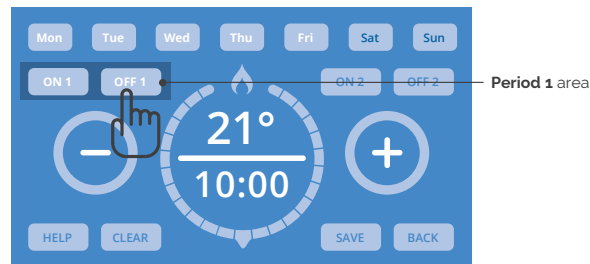 Mon Tue Wed Thu Fri Sat Sun
ON 1 OFF 1 ON 2 OFF 2 Period 1 area
21°
10:00
HELP CLEAR SAVE BACK